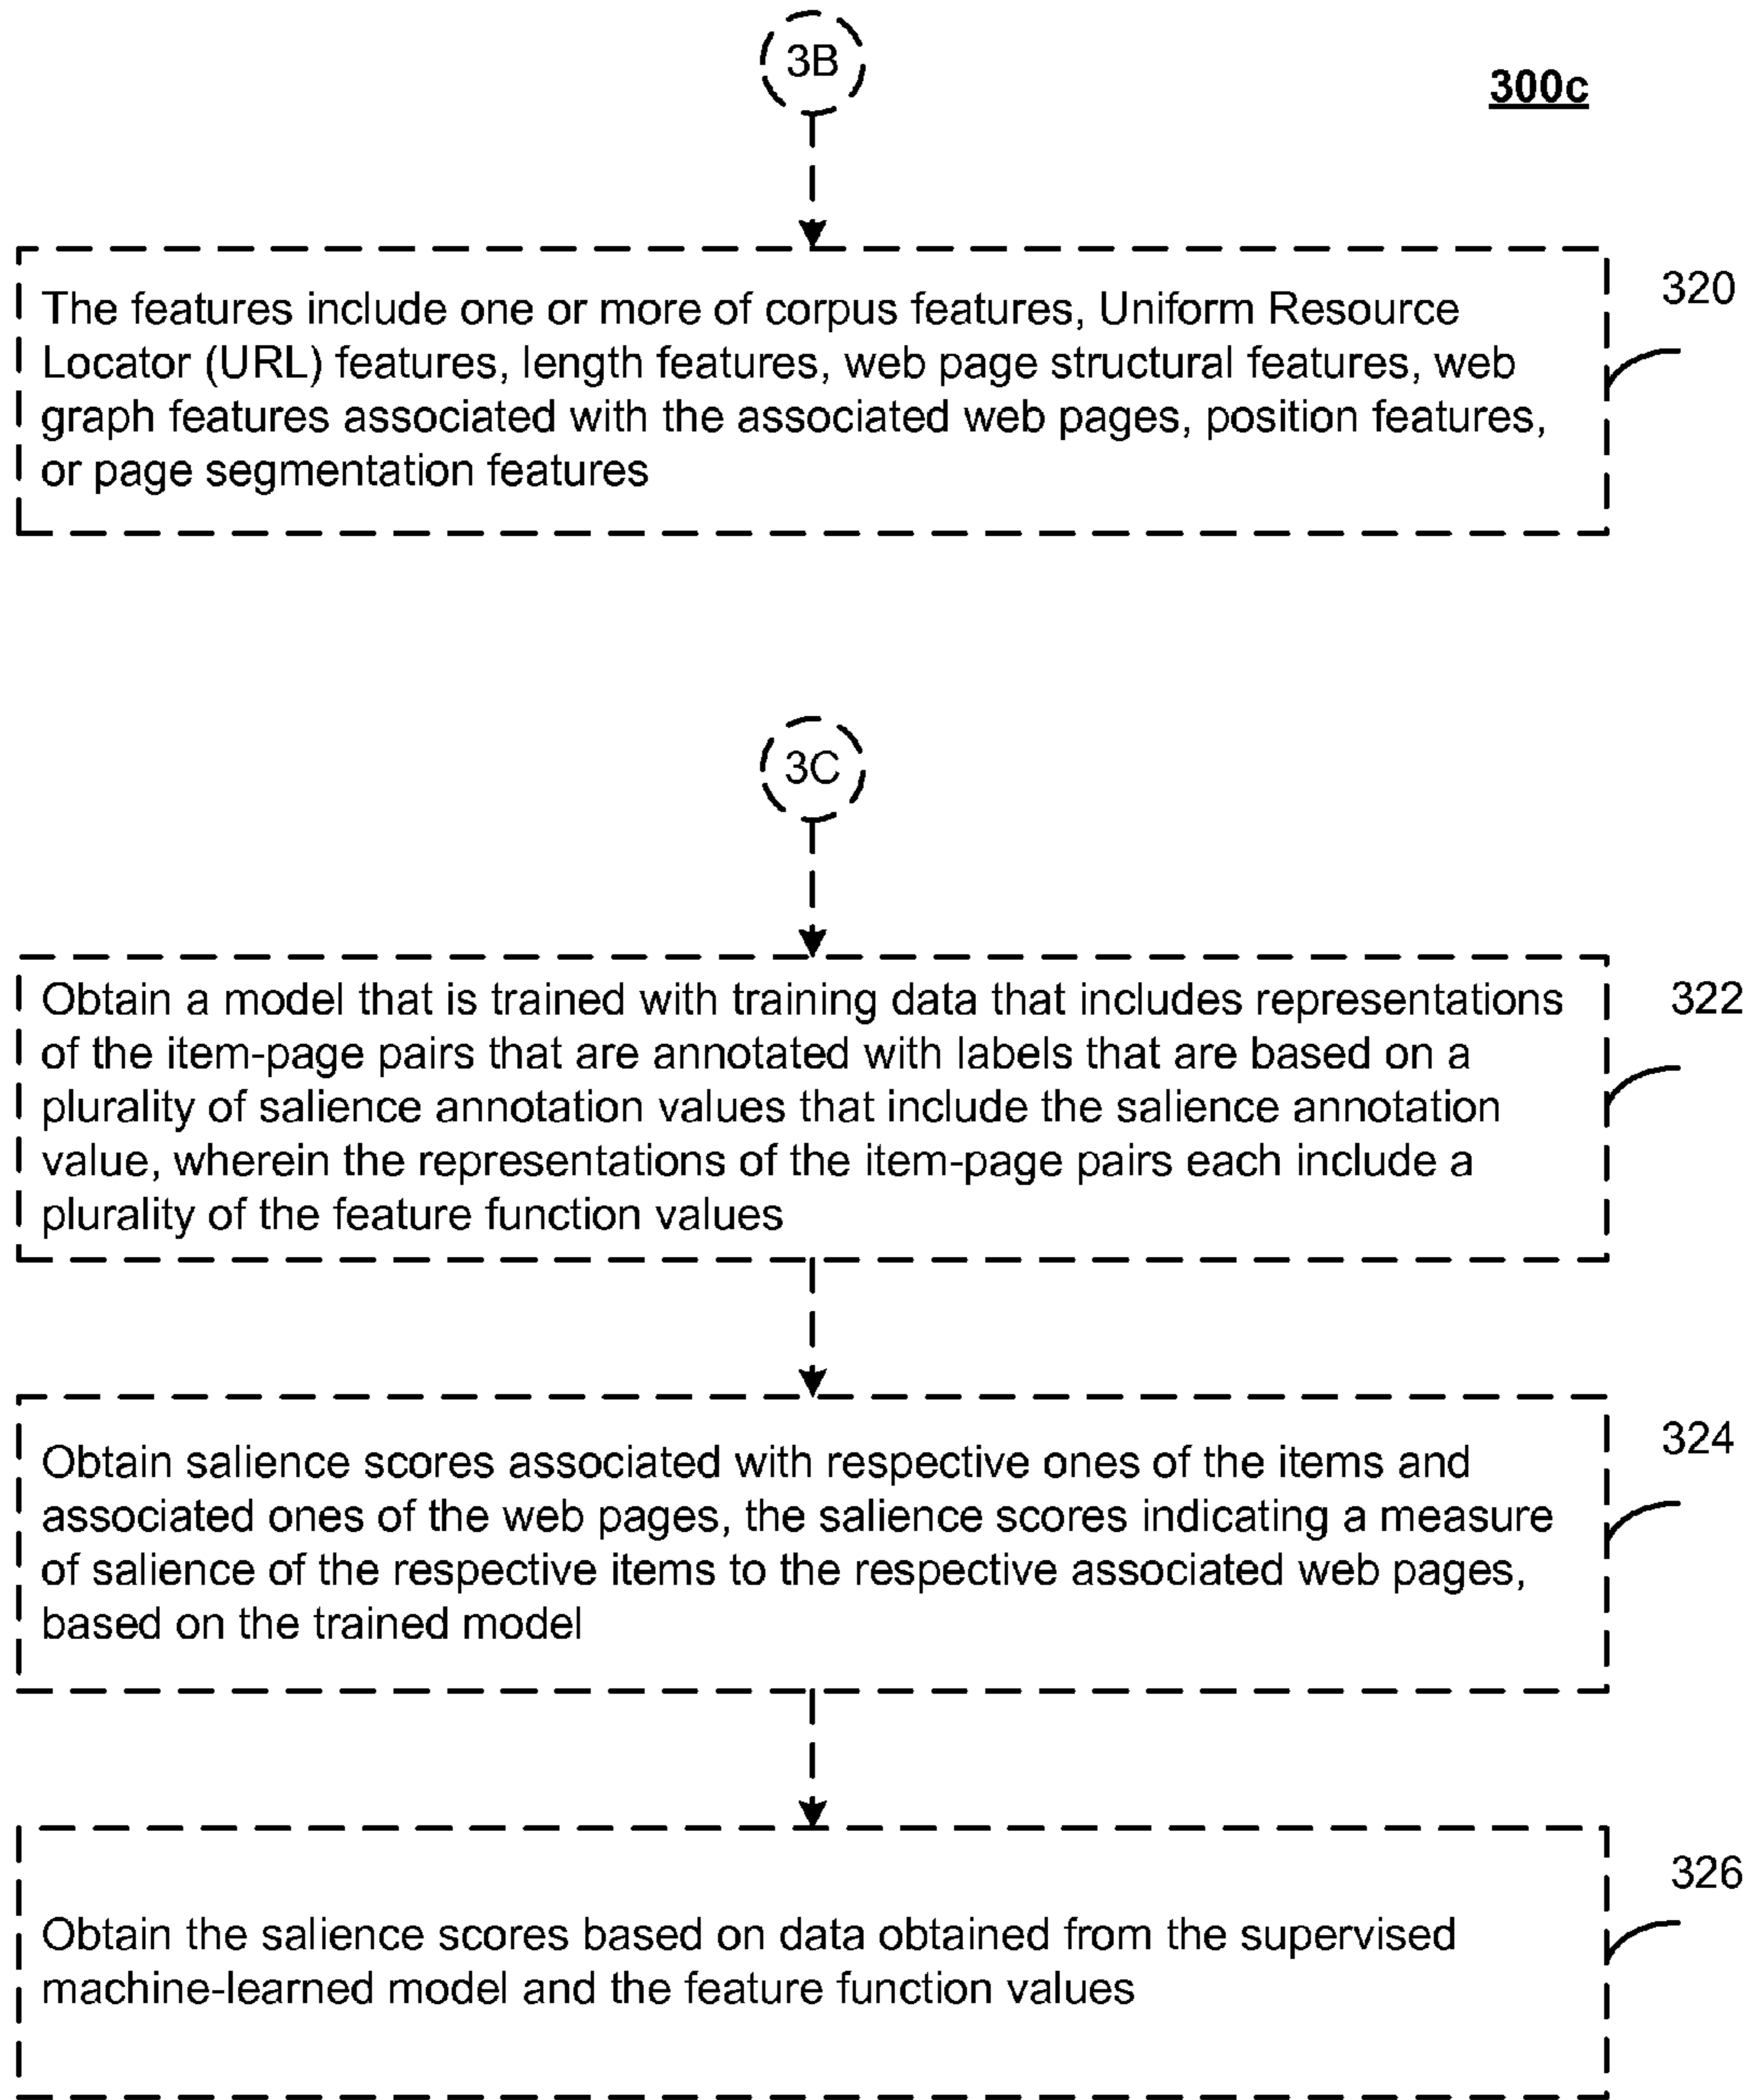 3B
300c
320
The features include one or more of corpus features, Uniform Resource
Locator (URL) features, length features, web page structural features, web
graph features associated with the associated web pages, position features,
or page segmentation features
3C
322
Obtain a model that is trained with training data that includes representations
of the item-page pairs that are annotated with labels that are based on a
plurality of salience annotation values that include the salience annotation
value, wherein the representations of the item-page pairs each include a
plurality of the feature function values
324
Obtain salience scores associated with respective ones of the items and
associated ones of the web pages, the salience scores indicating a measure
of salience of the respective items to the respective associated web pages,
based on the trained model
326
Obtain the salience scores based on data obtained from the supervised
machine-learned model and the feature function values